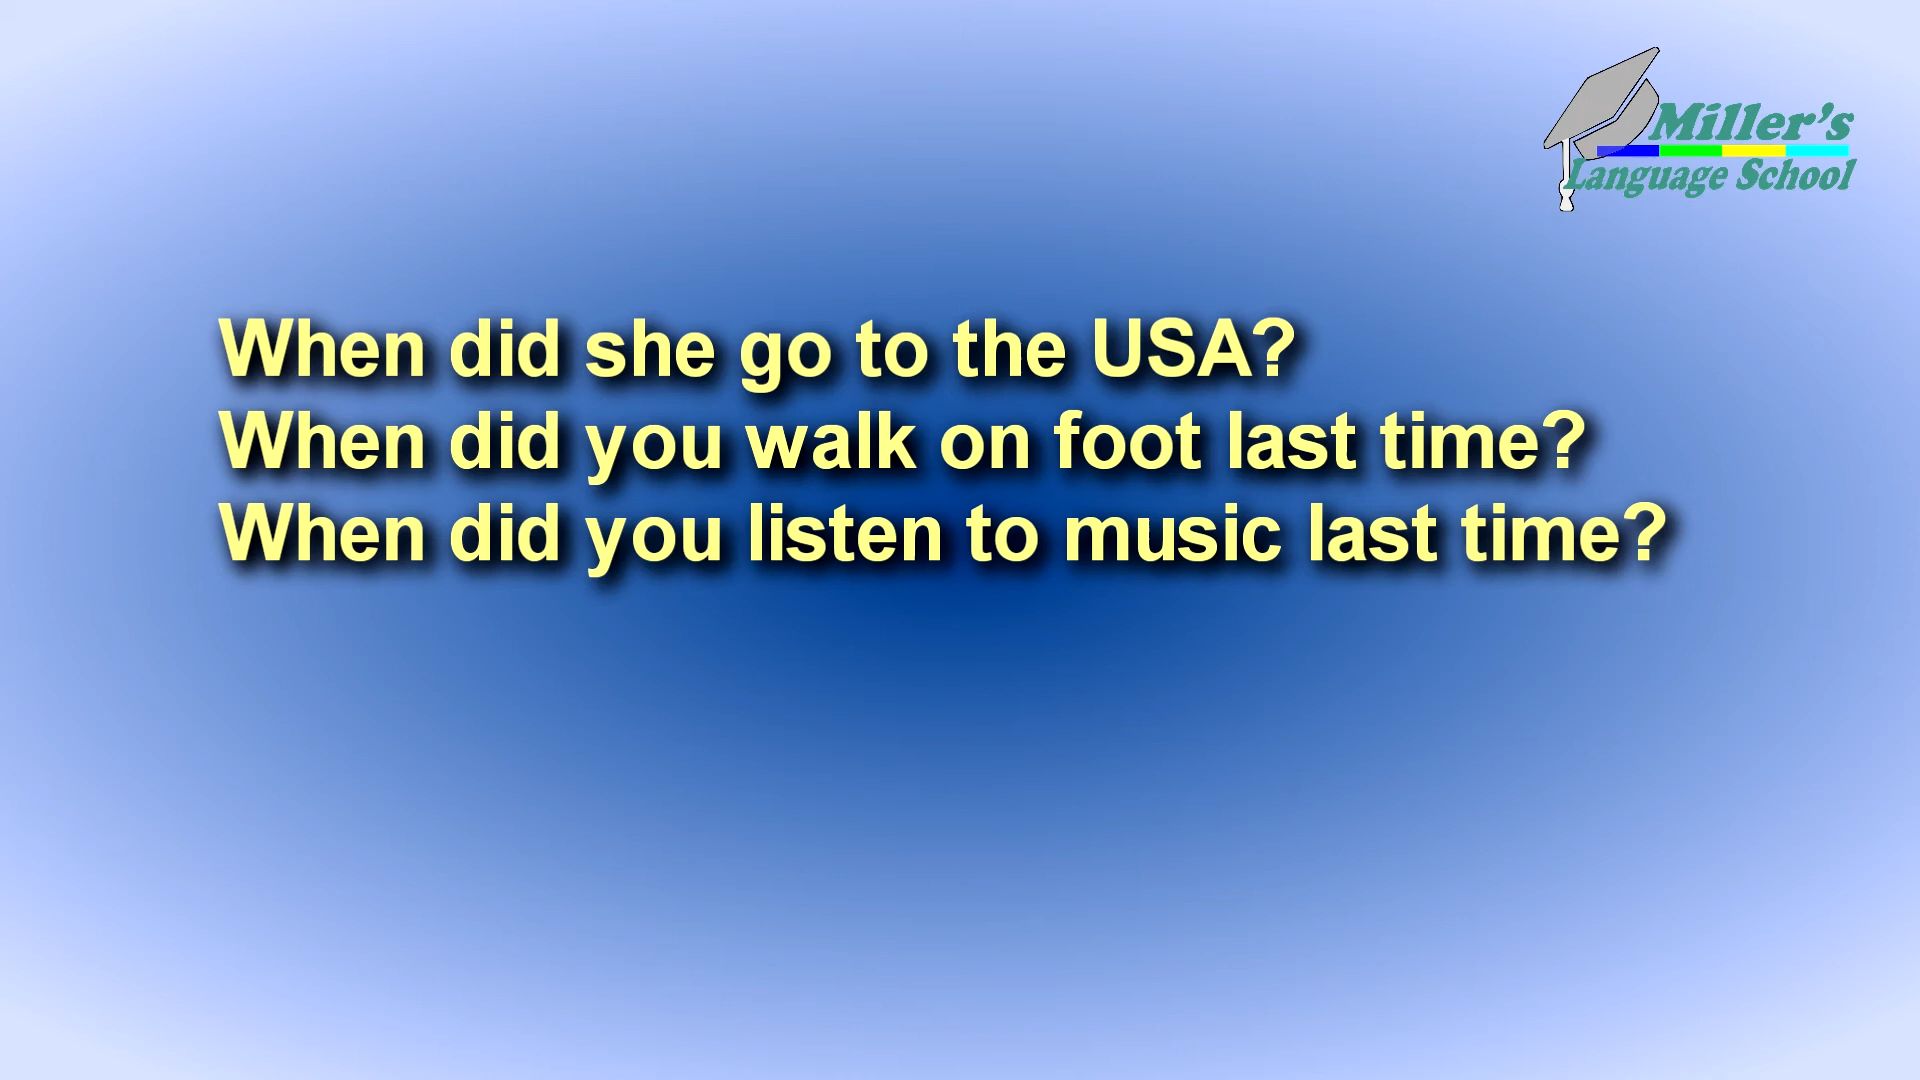 Miller's
Language School
When did she go to the USA?
When did you walk on foot last time?
When did you listen to music last time?